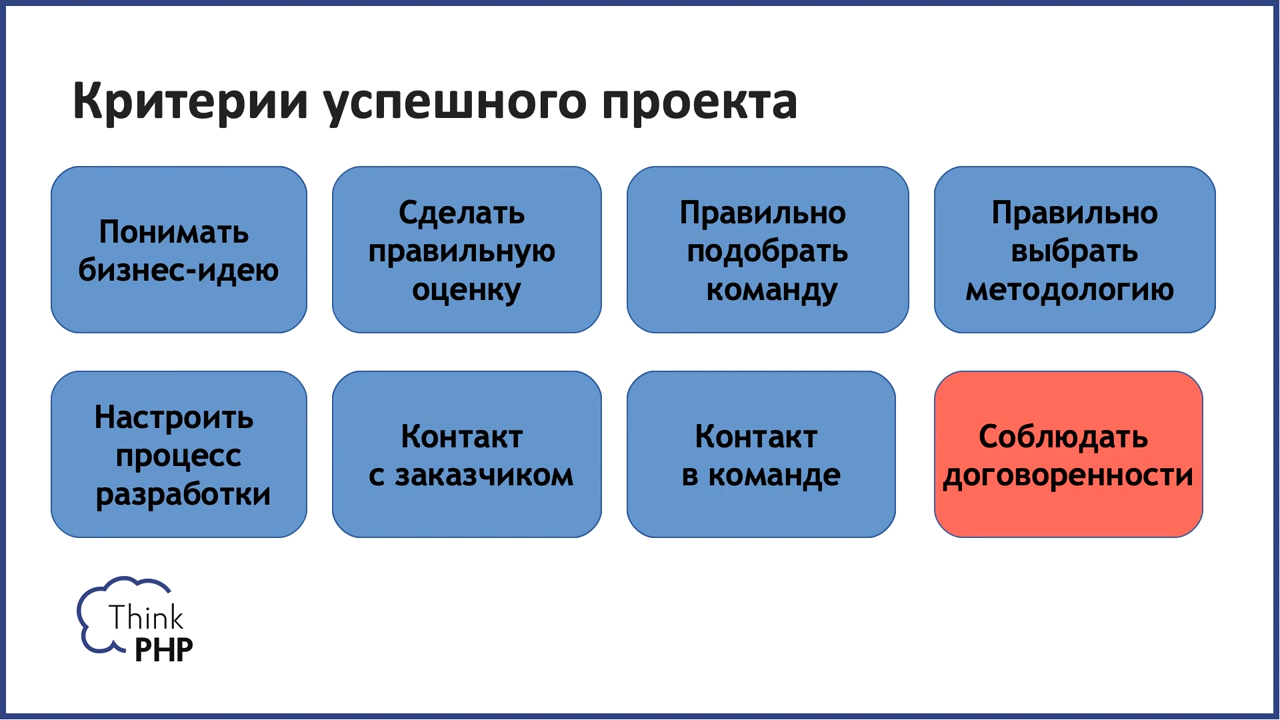 Критерии успешного проекта
Понимать
бизнес-идею
Сделать
правильную
оценку
Правильно
подобрать
команду
Правильно
выбрать
методологию
Настроить
процесс
разработки
Контакт
с заказчиком
Контакт
в команде
Соблюдать
договоренности
Think
PHP